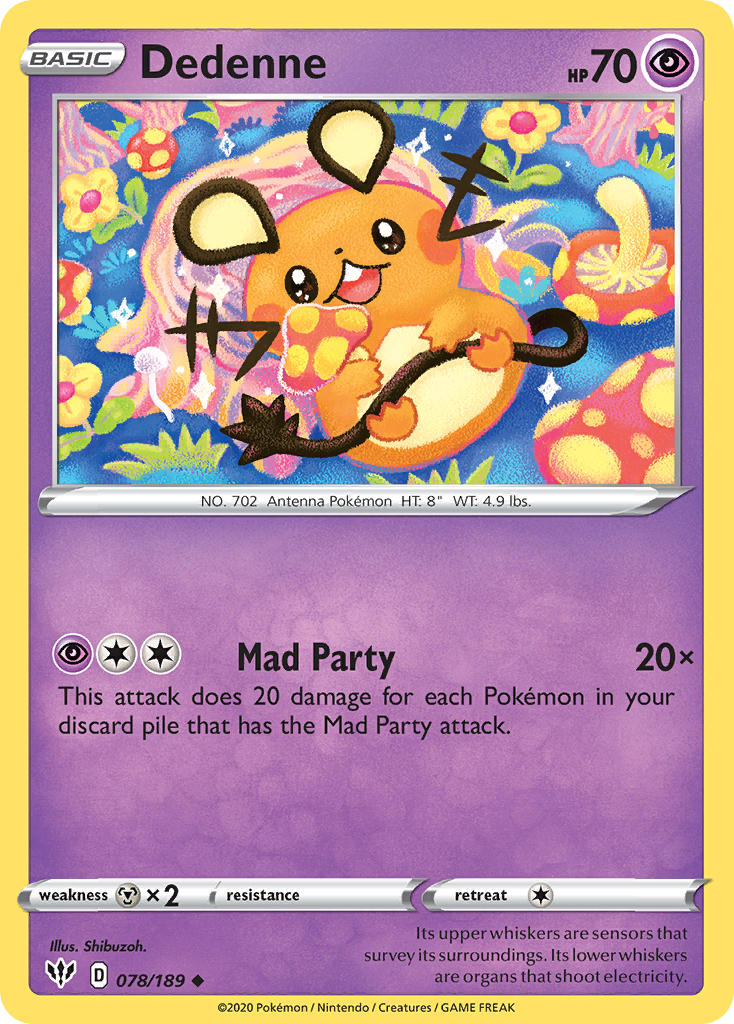 BASIC Dedenne HP 70
NO. 702 Antenna Pokémon HT: 8" WT: 4.9 lbs.
Mad Party 20×
This attack does 20 damage for each Pokémon in your
discard pile that has the Mad Party attack.
weakness ×2 resistance retreat
Illus. Shibuzoh.
D 078/189
Its upper whiskers are sensors that
survey its surroundings. Its lower whiskers
are organs that shoot electricity.
©2020 Pokémon / Nintendo / Creatures / GAME FREAK